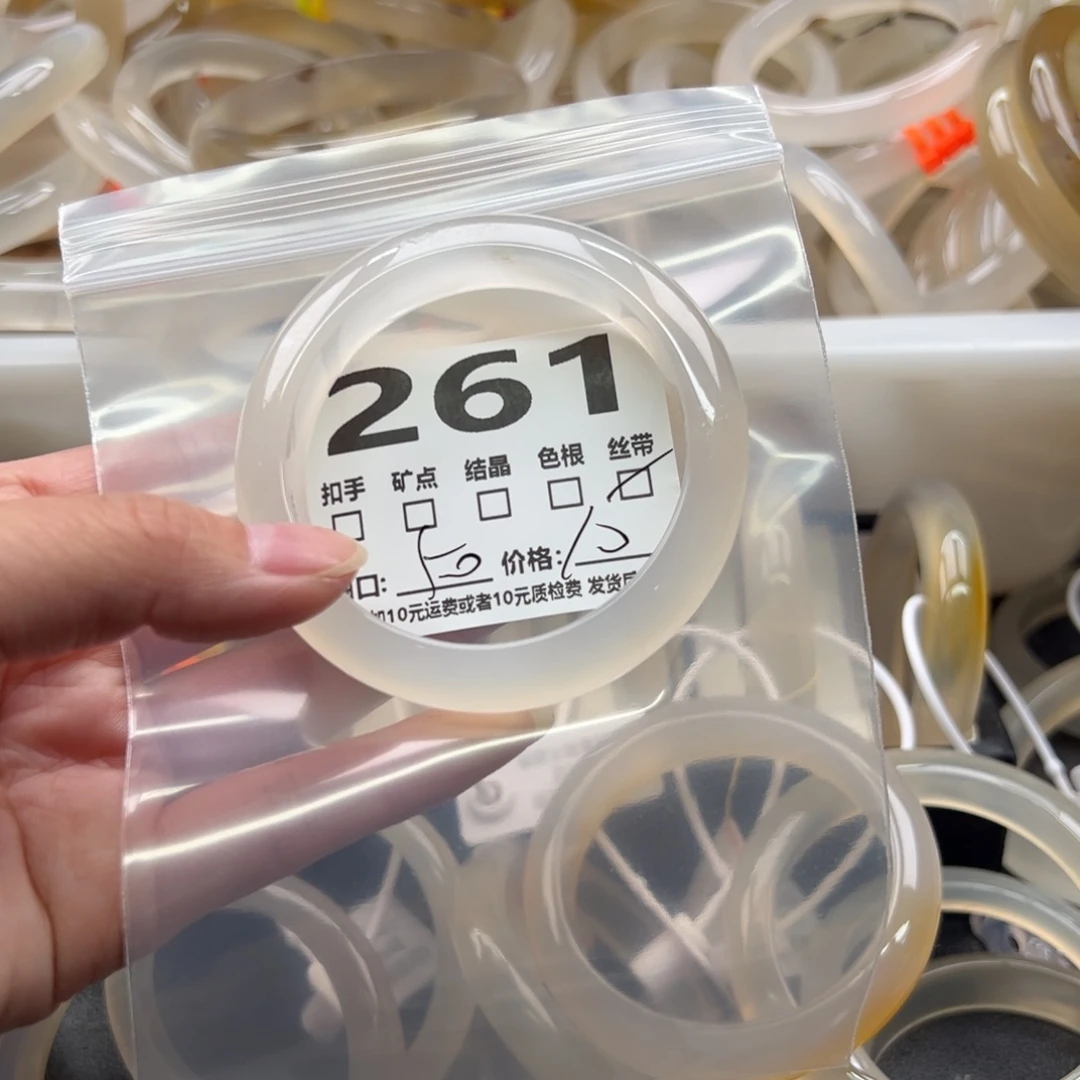 261
扣手 矿点 结晶 色根 丝带
口: 50 价格:
10元运费或者10元质检费 发货